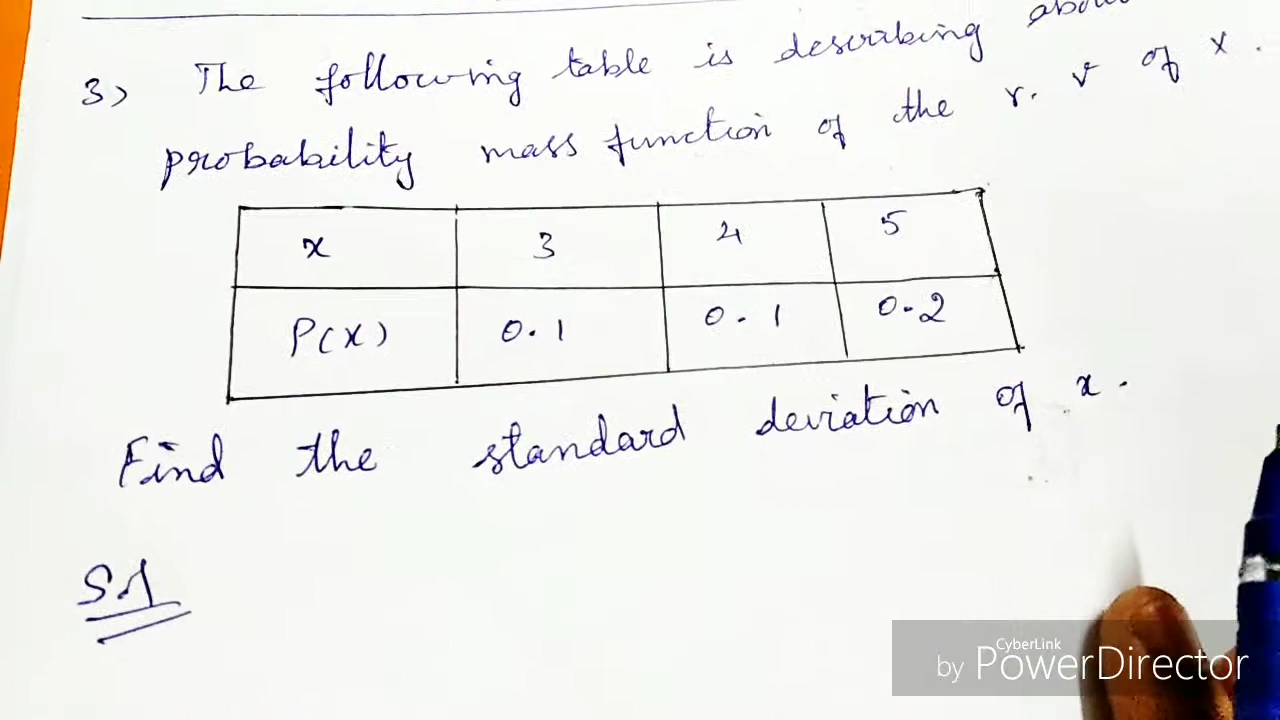 3) The following table is describing
probability mass function of the r. v of X.
x 3 4 5
P(X) 0.1 0.1 0.2
Find the standard deviation of x.
Sol
CyberLink
by PowerDirector